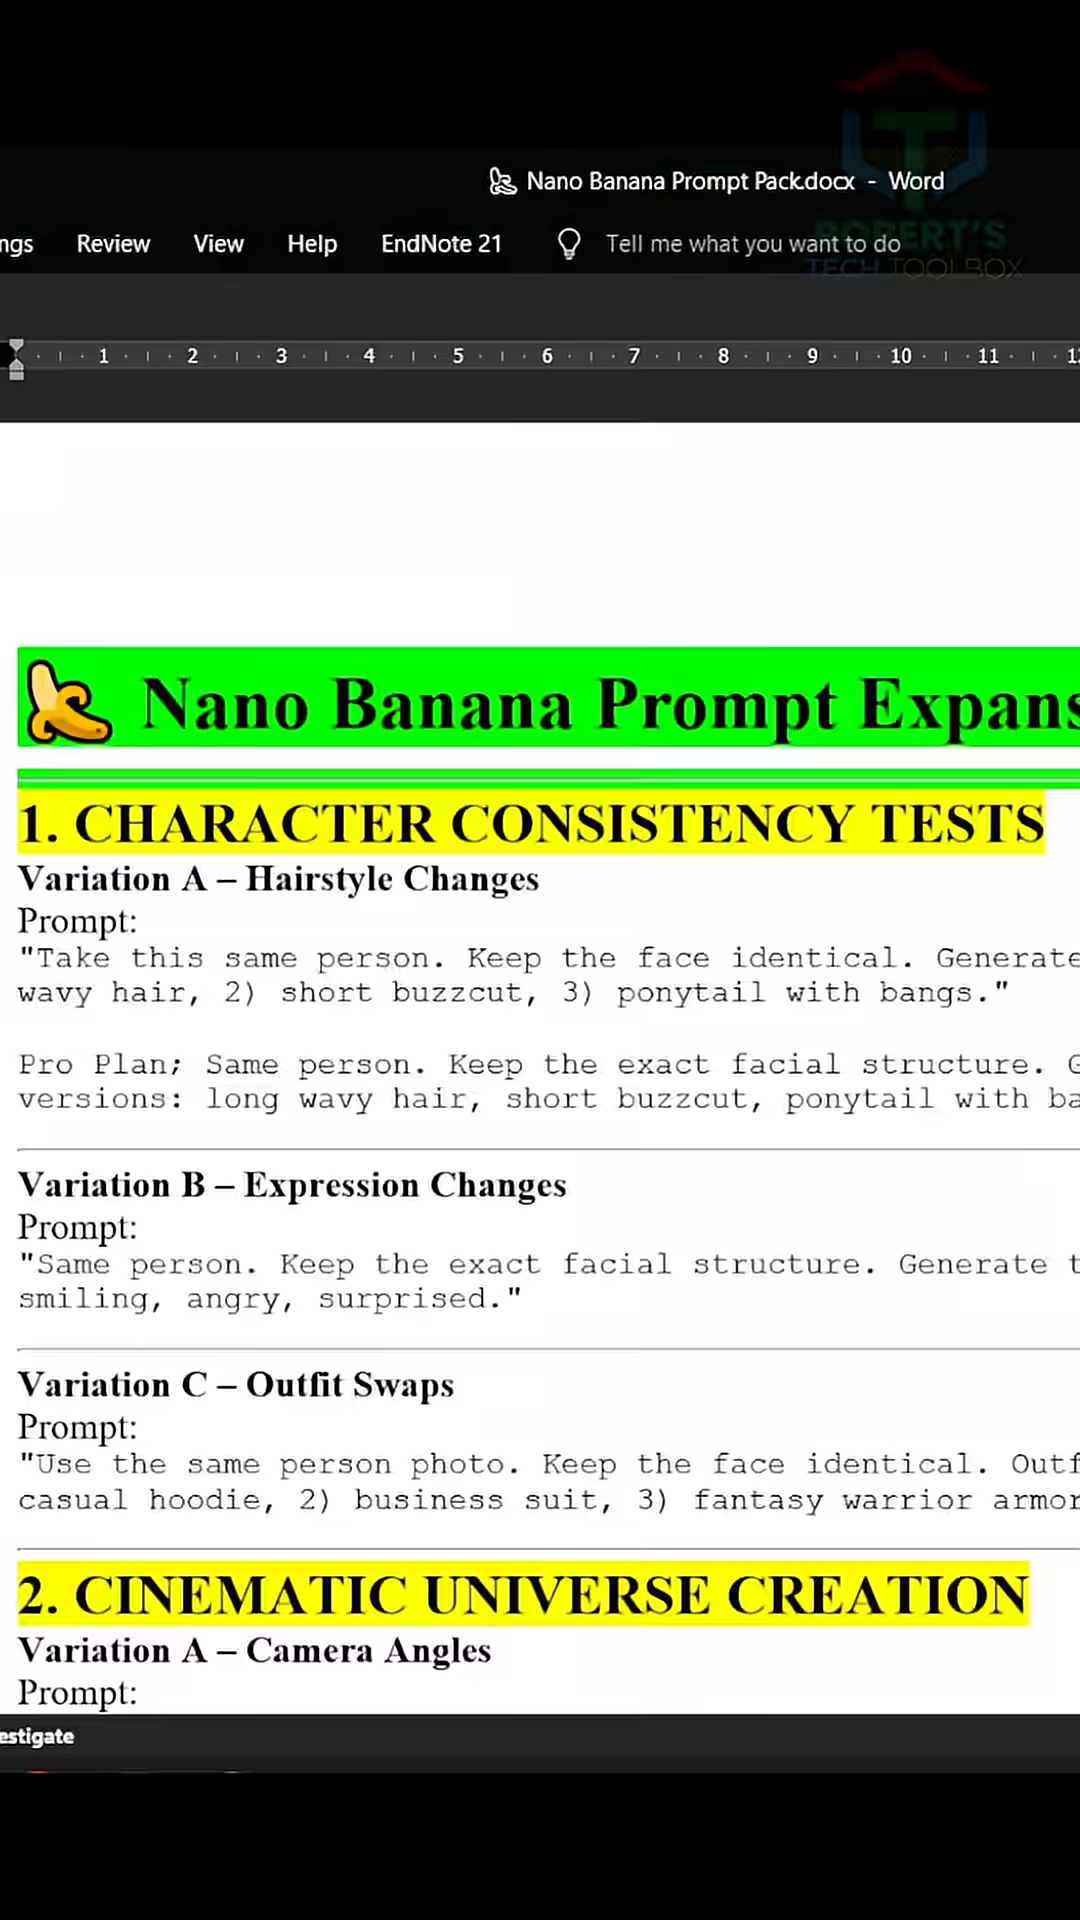 Nano Banana Prompt Pack.docx - Word
ngs Review View Help EndNote 21 Tell me what you want to do
ROBERT'S
TECH TOOLBOX
1 2 3 4 5 6 7 8 9 10 11
Nano Banana Prompt Expans
1. CHARACTER CONSISTENCY TESTS
Variation A – Hairstyle Changes
Prompt:
"Take this same person. Keep the face identical. Generate
wavy hair, 2) short buzzcut, 3) ponytail with bangs."
Pro Plan; Same person. Keep the exact facial structure. G
versions: long wavy hair, short buzzcut, ponytail with ba
Variation B – Expression Changes
Prompt:
"Same person. Keep the exact facial structure. Generate t
smiling, angry, surprised."
Variation C – Outfit Swaps
Prompt:
"Use the same person photo. Keep the face identical. Outf
casual hoodie, 2) business suit, 3) fantasy warrior armor
2. CINEMATIC UNIVERSE CREATION
Variation A – Camera Angles
Prompt:
estigate